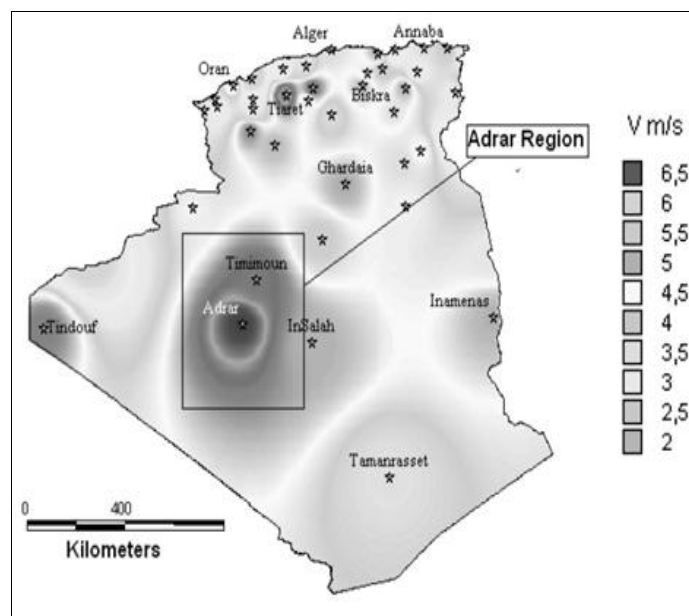 Alger
Annaba
Oran
Tiaret
Biskra
Adrar Region
V m/s
Ghardaia
6,5
6
5,5
5
4,5
4
3,5
3
2,5
2
Timimoun
Adrar
Inamenas
Tindouf
InSalah
Tamanrasset
0
400
Kilometers